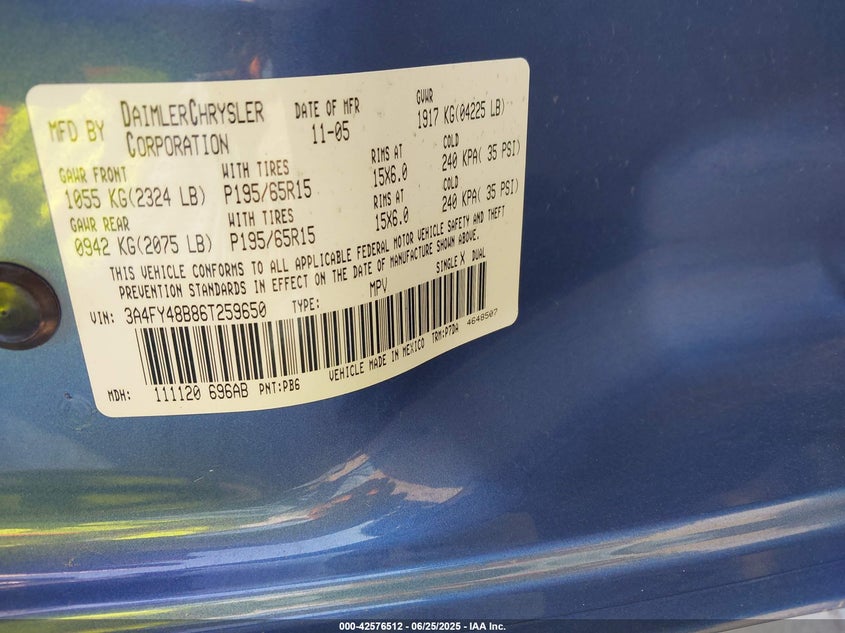 MFD BY DAIMLERCHRYSLER CORPORATION
DATE OF MFR 11-05
GVWR 1917 KG(04225 LB)
GAWR FRONT WITH TIRES RIMS AT COLD
1055 KG(2324 LB) P195/65R15 15X6.0 240 KPA( 35 PSI)
GAWR REAR WITH TIRES RIMS AT COLD
0942 KG(2075 LB) P195/65R15 15X6.0 240 KPA( 35 PSI)
THIS VEHICLE CONFORMS TO ALL APPLICABLE FEDERAL MOTOR VEHICLE SAFETY AND THEFT
PREVENTION STANDARDS IN EFFECT ON THE DATE OF MANUFACTURE SHOWN ABOVE.
VIN: 3A4FY48B86T259650 TYPE: MPV SINGLE X DUAL
MDH: 111120 696AB PNT:PB6 VEHICLE MADE IN MEXICO TRM:P7DA 4648507
000-42576512 / 06/25/2025 - IAA Inc.